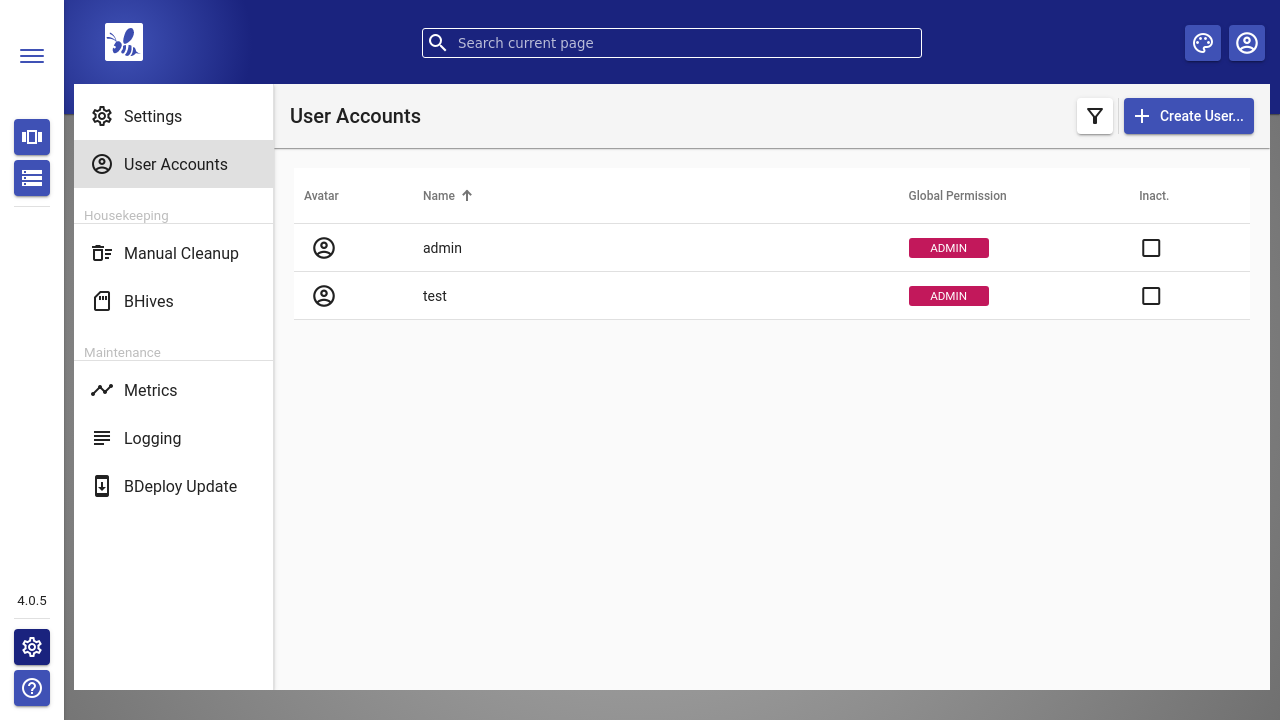 Search current page
Settings
User Accounts
Housekeeping
Manual Cleanup
BHives
Maintenance
Metrics
Logging
BDeploy Update
4.0.5
User Accounts
Create User...
Avatar Name Global Permission Inact.
admin ADMIN
test ADMIN